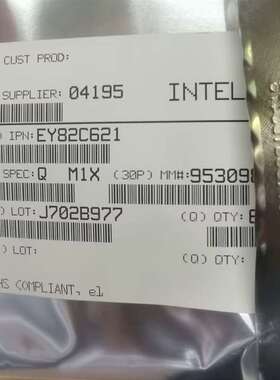 CUST PROD:
SUPPLIER: 04195 INTEL
IPN: EY82C621
SPEC: Q M1X (30P) MM#: 95309
) LOT: J702B977 (Q) QTY:
) LOT: (Q) QTY:
HS COMPLIANT, e1